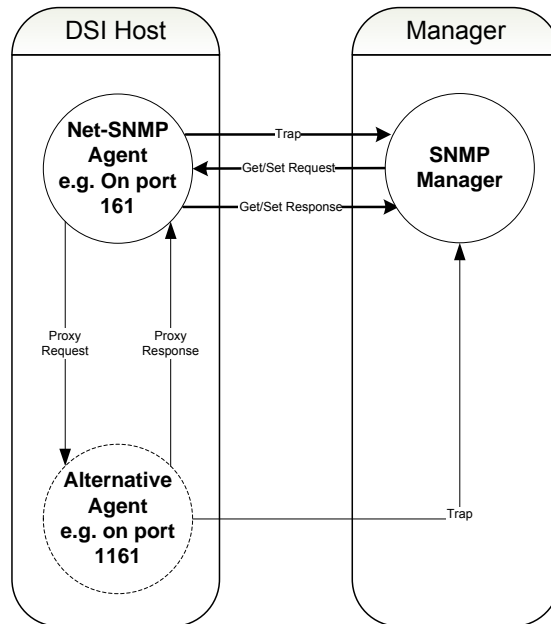 DSI Host
Manager
Net-SNMP
Agent
e.g. On port
161
Trap
Get/Set Request
Get/Set Response
SNMP
Manager
Proxy
Request
Proxy
Response
Alternative
Agent
e.g. on port
1161
Trap